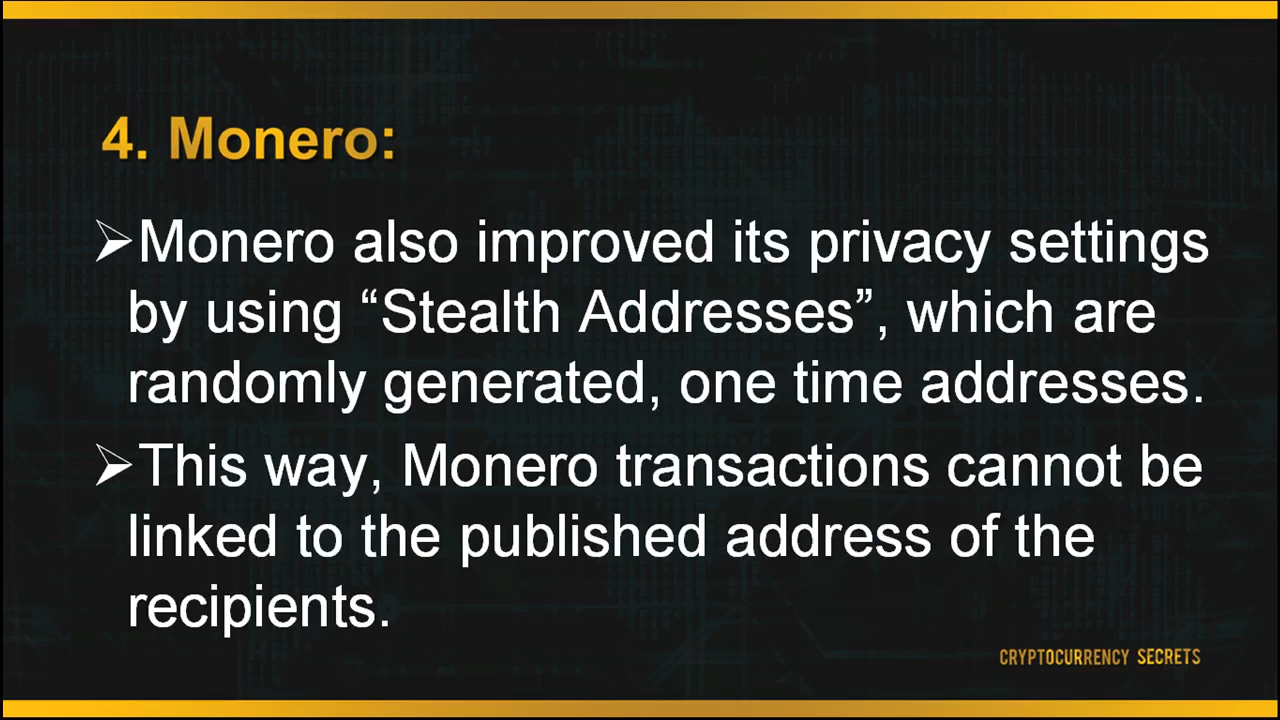 4. Monero:
➢Monero also improved its privacy settings
by using “Stealth Addresses”, which are
randomly generated, one time addresses.
➢This way, Monero transactions cannot be
linked to the published address of the
recipients.
CRYPTOCURRENCY SECRETS